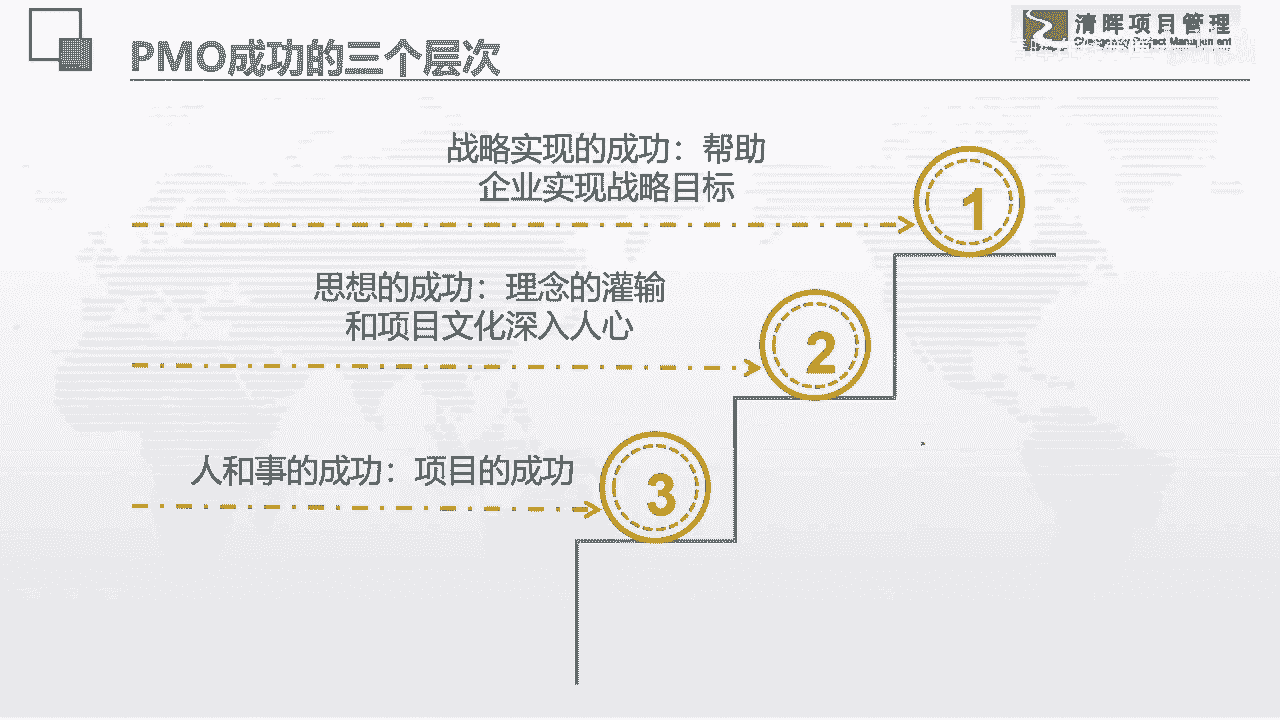 PMO成功的三个层次
清晖项目管理
Changeway Project Management
战略实现的成功：帮助
企业实现战略目标
1
思想的成功：理念的灌输
和项目文化深入人心
2
人和事的成功：项目的成功
3